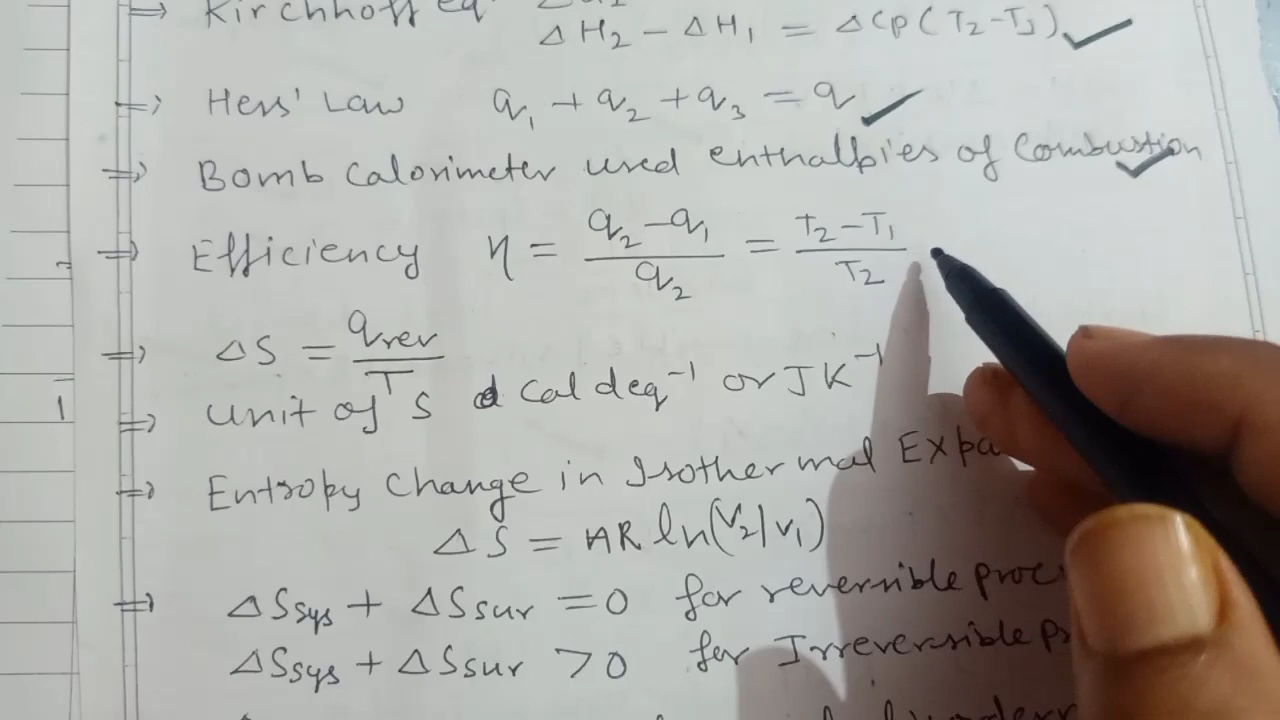 ⇒ Kirchhoff eq
ΔH₂ - ΔH₁ = ΔCp(T₂-T₁)
⇒ Hess' Law q₁ + q₂ + q₃ = q
⇒ Bomb Calorimeter used enthalpies of Combustion
⇒ Efficiency η = (q₂-q₁)/q₂ = (T₂-T₁)/T₂
⇒ ΔS = qrev/T
⇒ Unit of S Cal deg⁻¹ or JK⁻¹
⇒ Entropy Change in Isothermal Expa
ΔS = nR ln(V₂/V₁)
⇒ ΔSsys + ΔSsur = 0 for reversible proc
ΔSsys + ΔSsur > 0 for Irreversible p